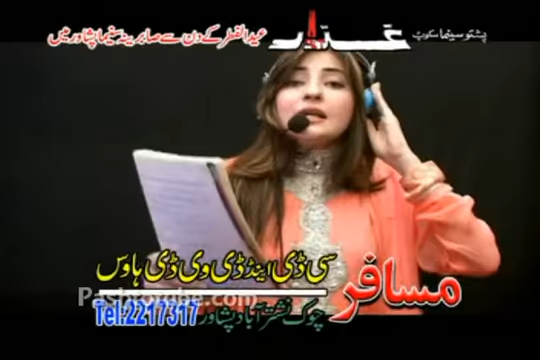 پشتو سینما سکوپ
غدار
عیدالفطر کے دن سے صابرینہ سنیما پشاور میں
مسافر
سی ڈی اینڈ ڈی وی ڈی ہاؤس
چوک نشتر آباد پشاور
Tel:2217317